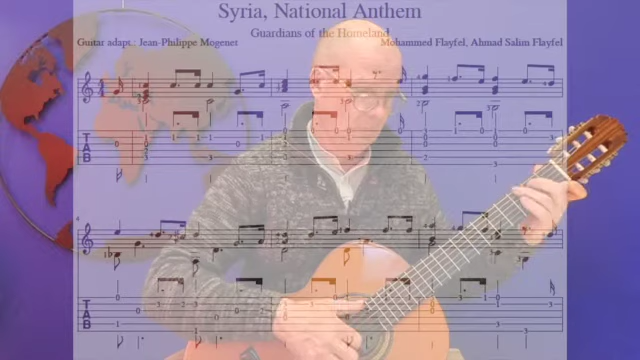 Syria, National Anthem
Guardians of the Homeland
Guitar adapt.: Jean-Philippe Mogenet
Mohammed Flayfel, Ahmad Salim Flayfel